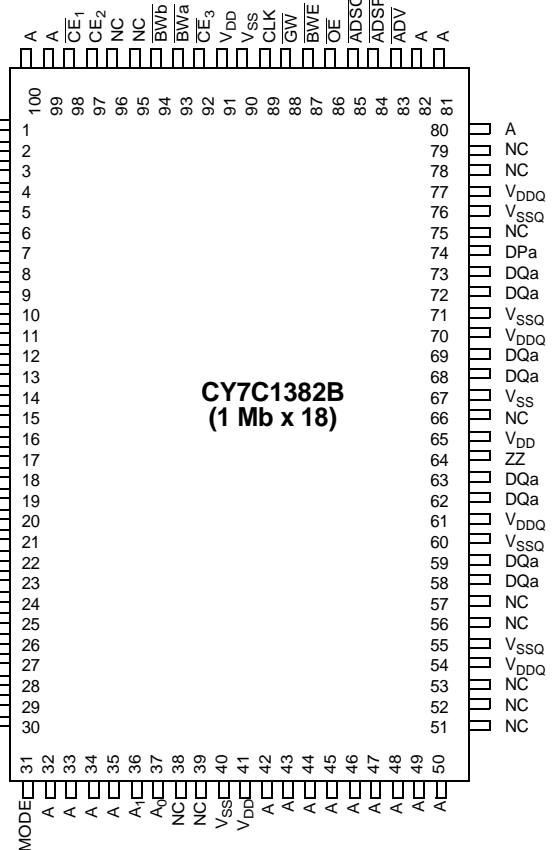 A A CE1 CE2 NC NC BWb BWa CE3 VDD VSS CLK GW BWE OE ADSC ADSP ADV A A
100 99 98 97 96 95 94 93 92 91 90 89 88 87 86 85 84 83 82 81
1 80 A
2 79 NC
3 78 NC
4 77 VDDQ
5 76 VSSQ
6 75 NC
7 74 DPa
8 73 DQa
9 72 DQa
10 71 VSSQ
11 70 VDDQ
12 69 DQa
13 68 DQa
CY7C1382B
(1 Mb x 18)
14 67 VSS
15 66 NC
16 65 VDD
17 64 ZZ
18 63 DQa
19 62 DQa
20 61 VDDQ
21 60 VSSQ
22 59 DQa
23 58 DQa
24 57 NC
25 56 NC
26 55 VSSQ
27 54 VDDQ
28 53 NC
29 52 NC
30 51 NC
31 32 33 34 35 36 37 38 39 40 41 42 43 44 45 46 47 48 49 50
MODE A A A A A1 A0 NC NC VSS VDD A A A A A A A A A